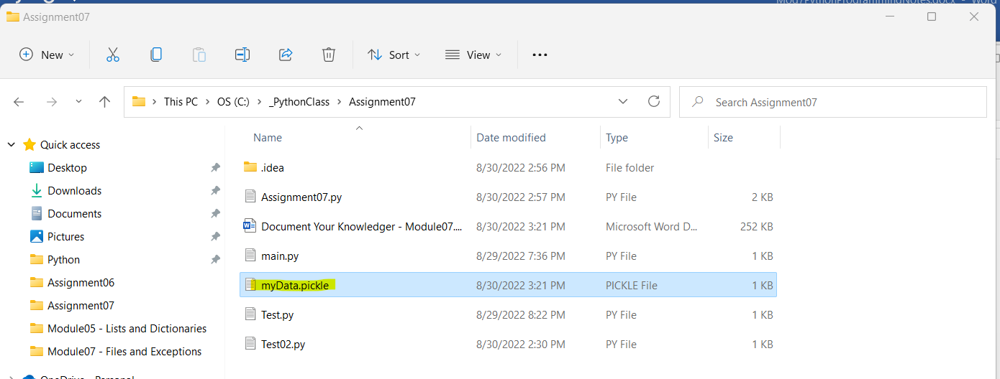 Mod7PythonProgrammingNotes.docx - Word
Assignment07
New
Sort
View
This PC > OS (C:) > _PythonClass > Assignment07
Search Assignment07
Name Date modified Type Size
Quick access
Desktop
Downloads
Documents
Pictures
Python
Assignment06
Assignment07
Module05 - Lists and Dictionaries
Module07 - Files and Exceptions
OneDrive - Personal
.idea 8/30/2022 2:56 PM File folder
Assignment07.py 8/30/2022 2:57 PM PY File 2 KB
Document Your Knowledger - Module07.... 8/30/2022 3:21 PM Microsoft Word D... 252 KB
main.py 8/29/2022 7:36 PM PY File 1 KB
myData.pickle 8/30/2022 3:21 PM PICKLE File 1 KB
Test.py 8/29/2022 8:22 PM PY File 1 KB
Test02.py 8/30/2022 2:30 PM PY File 1 KB